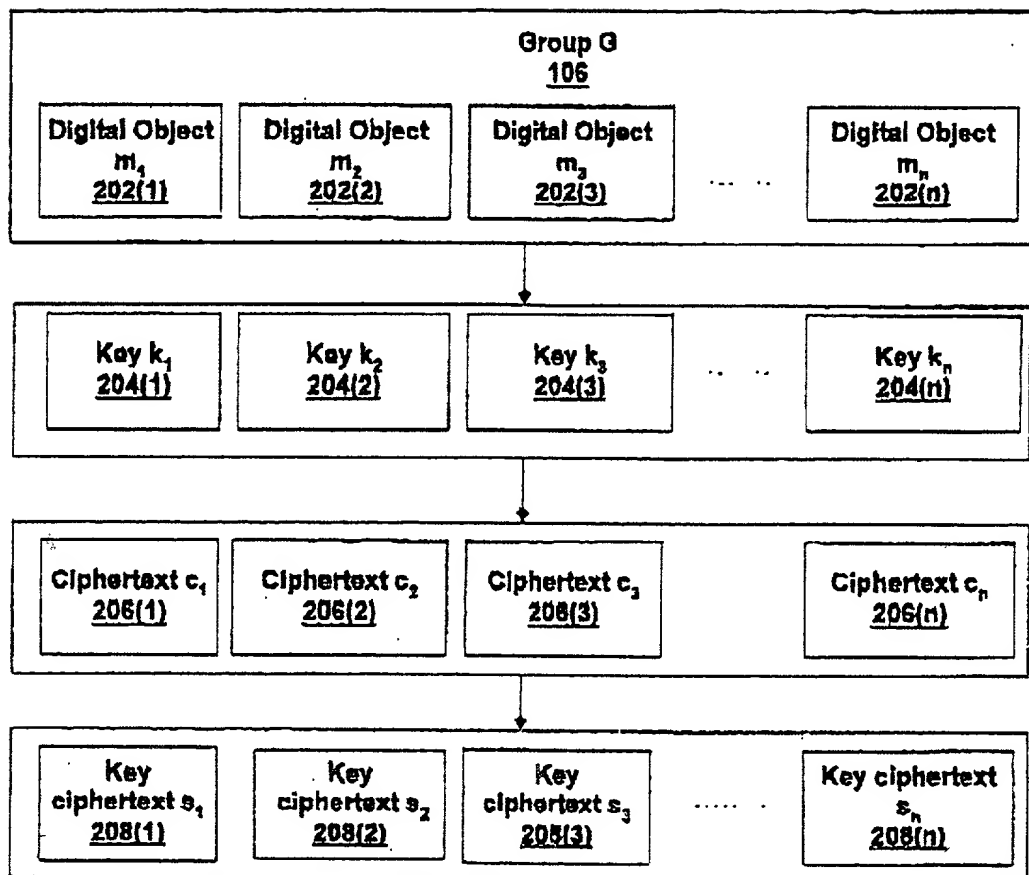 Group G
106
Digital Object m₁ 202(1)
Digital Object m₂ 202(2)
Digital Object m₃ 202(3)
.... ..
Digital Object mₙ 202(n)
Key k₁ 204(1)
Key k₂ 204(2)
Key k₃ 204(3)
.... ..
Key kₙ 204(n)
Ciphertext c₁ 206(1)
Ciphertext c₂ 206(2)
Ciphertext c₃ 206(3)
Ciphertext cₙ 206(n)
Key ciphertext s₁ 208(1)
Key ciphertext s₂ 208(2)
Key ciphertext s₃ 208(3)
.....  ..
Key ciphertext sₙ 208(n)